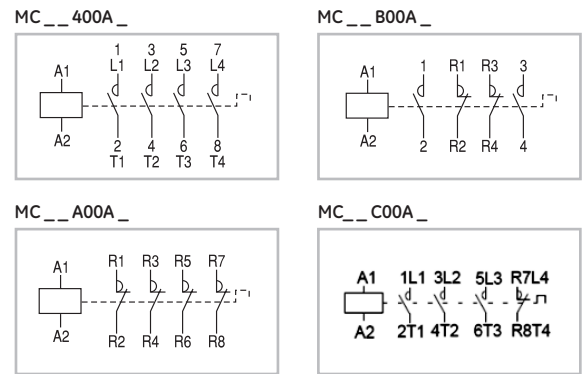 MC _ _ 400A _
1 3 5 7
A1 L1 L2 L3 L4
A2 2 4 6 8
T1 T2 T3 T4
MC _ _ B00A _
A1 1 R1 R3 3
A2 2 R2 R4 4
MC _ _ A00A _
A1 R1 R3 R5 R7
A2 R2 R4 R6 R8
MC_ _ C00A _
A1 1L1 3L2 5L3 R7L4
A2 2T1 4T2 6T3 R8T4